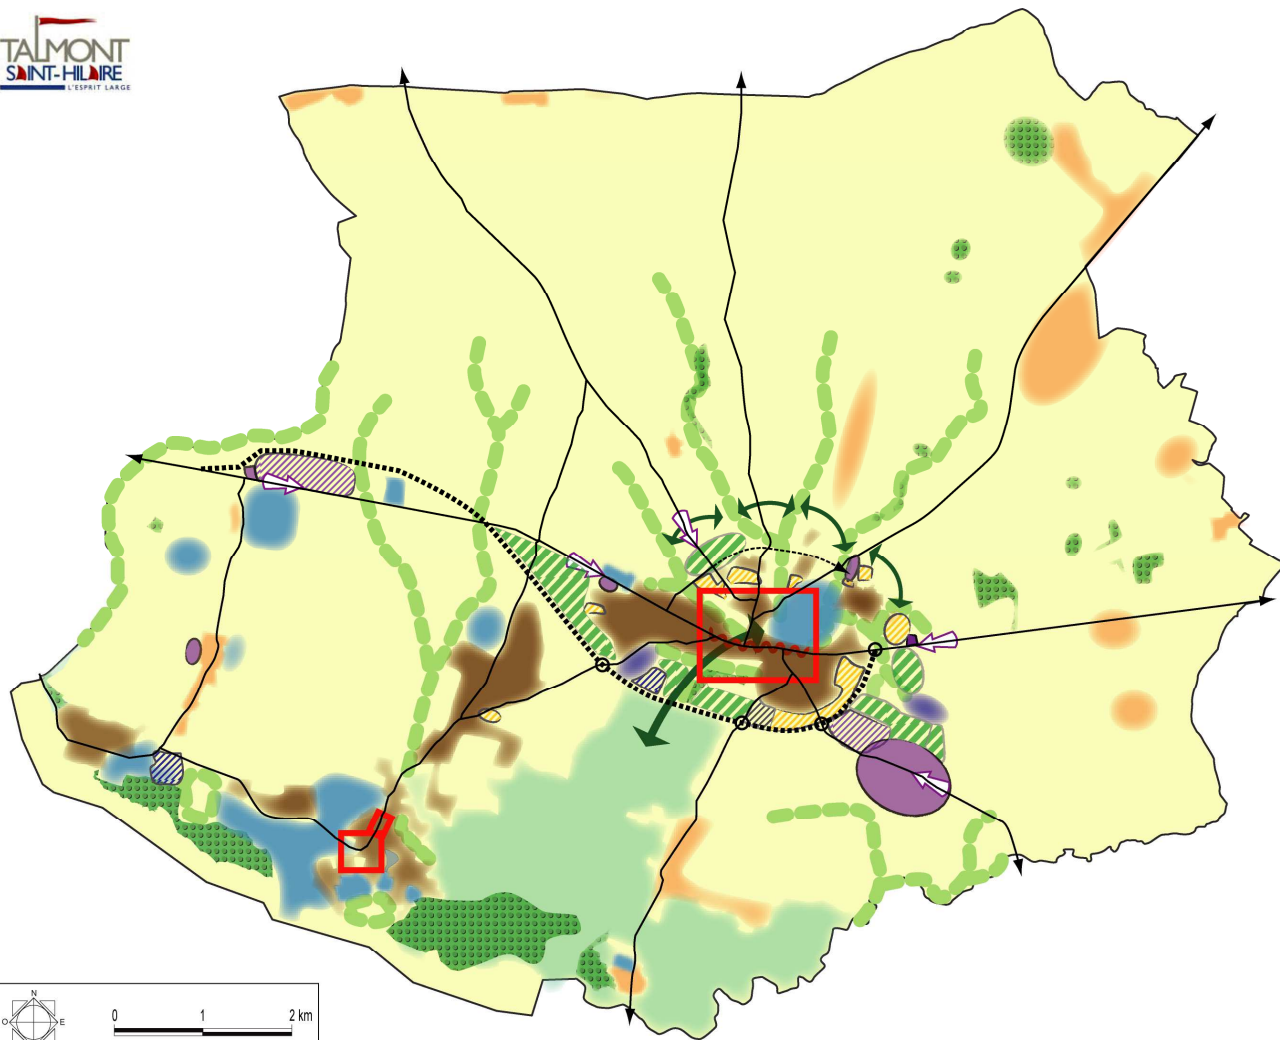 TALMONT
SAINT-HILAIRE
L'ESPRIT LARGE
N
O
E
0 1 2 km